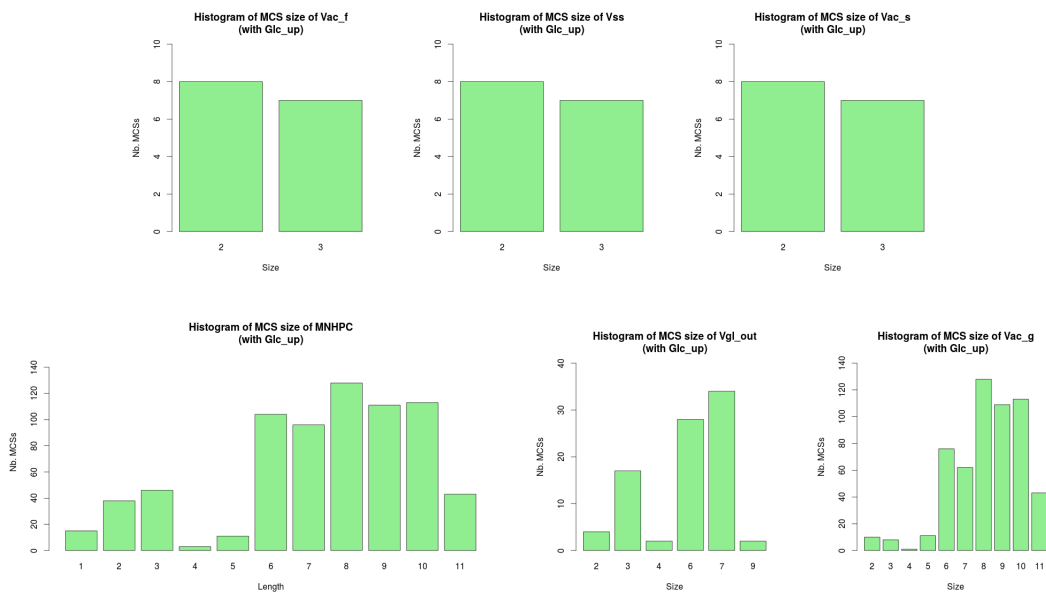 Histogram of MCS size of Vac_f
(with Glc_up)
Nb. MCSs
0
2
4
6
8
10
2 3
Size
Histogram of MCS size of Vss
(with Glc_up)
Nb. MCSs
0
2
4
6
8
10
2 3
Size
Histogram of MCS size of Vac_s
(with Glc_up)
Nb. MCSs
0
2
4
6
8
10
2 3
Size
Histogram of MCS size of MNHPC
(with Glc_up)
Nb. MCSs
0
20
40
60
80
100
120
140
1 2 3 4 5 6 7 8 9 10 11
Length
Histogram of MCS size of Vgl_out
(with Glc_up)
Nb. MCSs
0
10
20
30
40
2 3 4 6 7 9
Size
Histogram of MCS size of Vac_g
(with Glc_up)
Nb. MCSs
0
20
40
60
80
100
120
140
2 3 4 5 6 7 8 9 10 11
Size